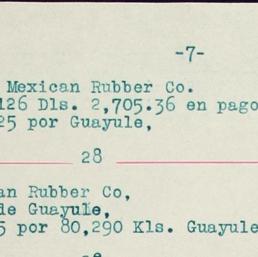 -7-
Mexican Rubber Co.
126 Dls. 2,705.36 en pago
25 por Guayule,
28
an Rubber Co,
de Guayule,
5 por 80,290 Kls. Guayule